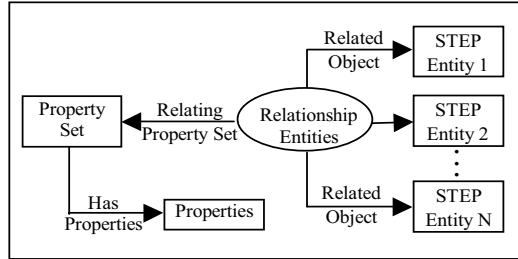 Related
Object
STEP
Entity 1
Property
Set
Relating
Property Set
Relationship
Entities
STEP
Entity 2
Has
Properties
Properties
Related
Object
STEP
Entity N